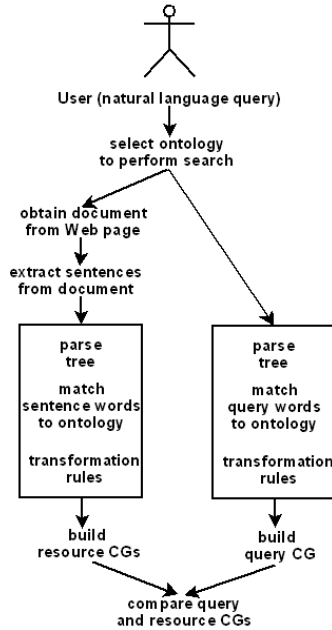 User (natural language query)
select ontology
to perform search
obtain document
from Web page
extract sentences
from document
parse
tree
match
sentence words
to ontology
transformation
rules
build
resource CGs
parse
tree
match
query words
to ontology
transformation
rules
build
query CG
compare query
and resource CGs